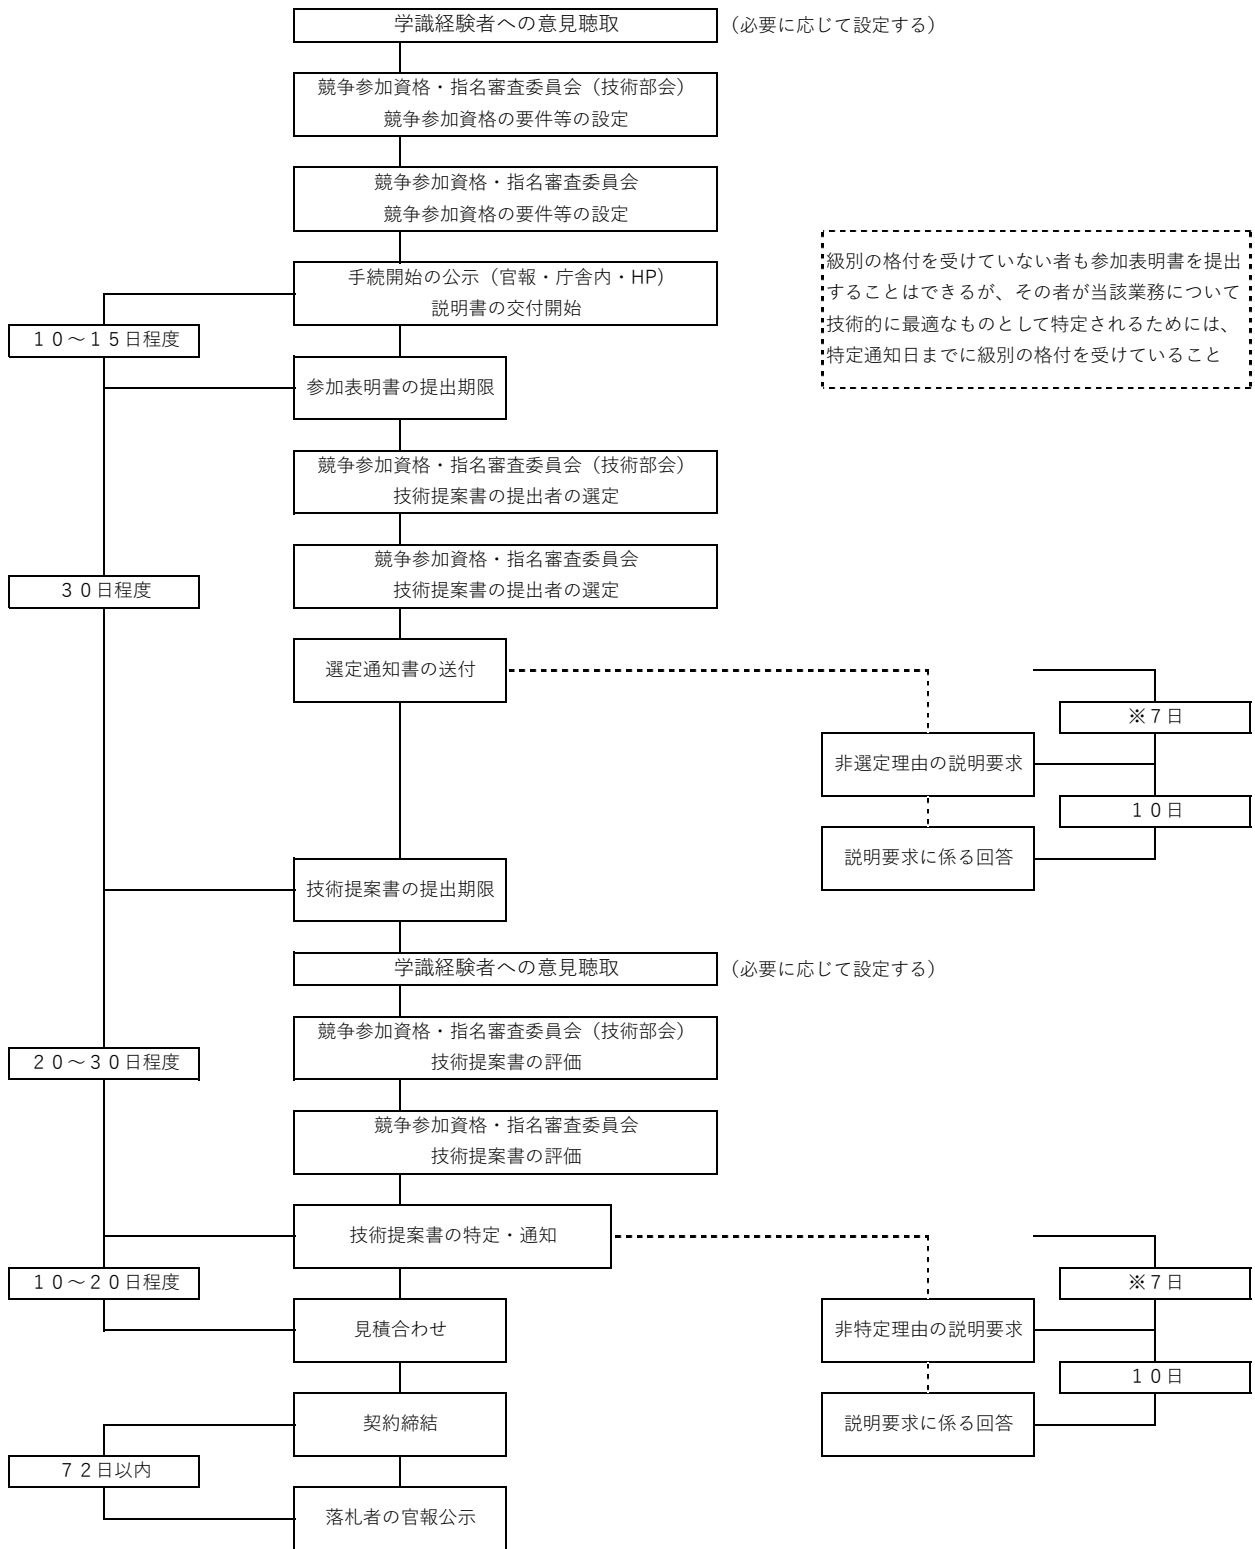 学識経験者への意見聴取
（必要に応じて設定する）
競争参加資格・指名審査委員会（技術部会）
競争参加資格の要件等の設定
競争参加資格・指名審査委員会
競争参加資格の要件等の設定
手続開始の公示（官報・庁舎内・HP）
説明書の交付開始
級別の格付を受けていない者も参加表明書を提出
することはできるが、その者が当該業務について
技術的に最適なものとして特定されるためには、
特定通知日までに級別の格付を受けていること
１０～１５日程度
参加表明書の提出期限
競争参加資格・指名審査委員会（技術部会）
技術提案書の提出者の選定
競争参加資格・指名審査委員会
技術提案書の提出者の選定
３０日程度
選定通知書の送付
※７日
非選定理由の説明要求
１０日
説明要求に係る回答
技術提案書の提出期限
学識経験者への意見聴取
（必要に応じて設定する）
競争参加資格・指名審査委員会（技術部会）
技術提案書の評価
２０～３０日程度
競争参加資格・指名審査委員会
技術提案書の評価
技術提案書の特定・通知
１０～２０日程度
※７日
見積合わせ
非特定理由の説明要求
１０日
契約締結
説明要求に係る回答
７２日以内
落札者の官報公示